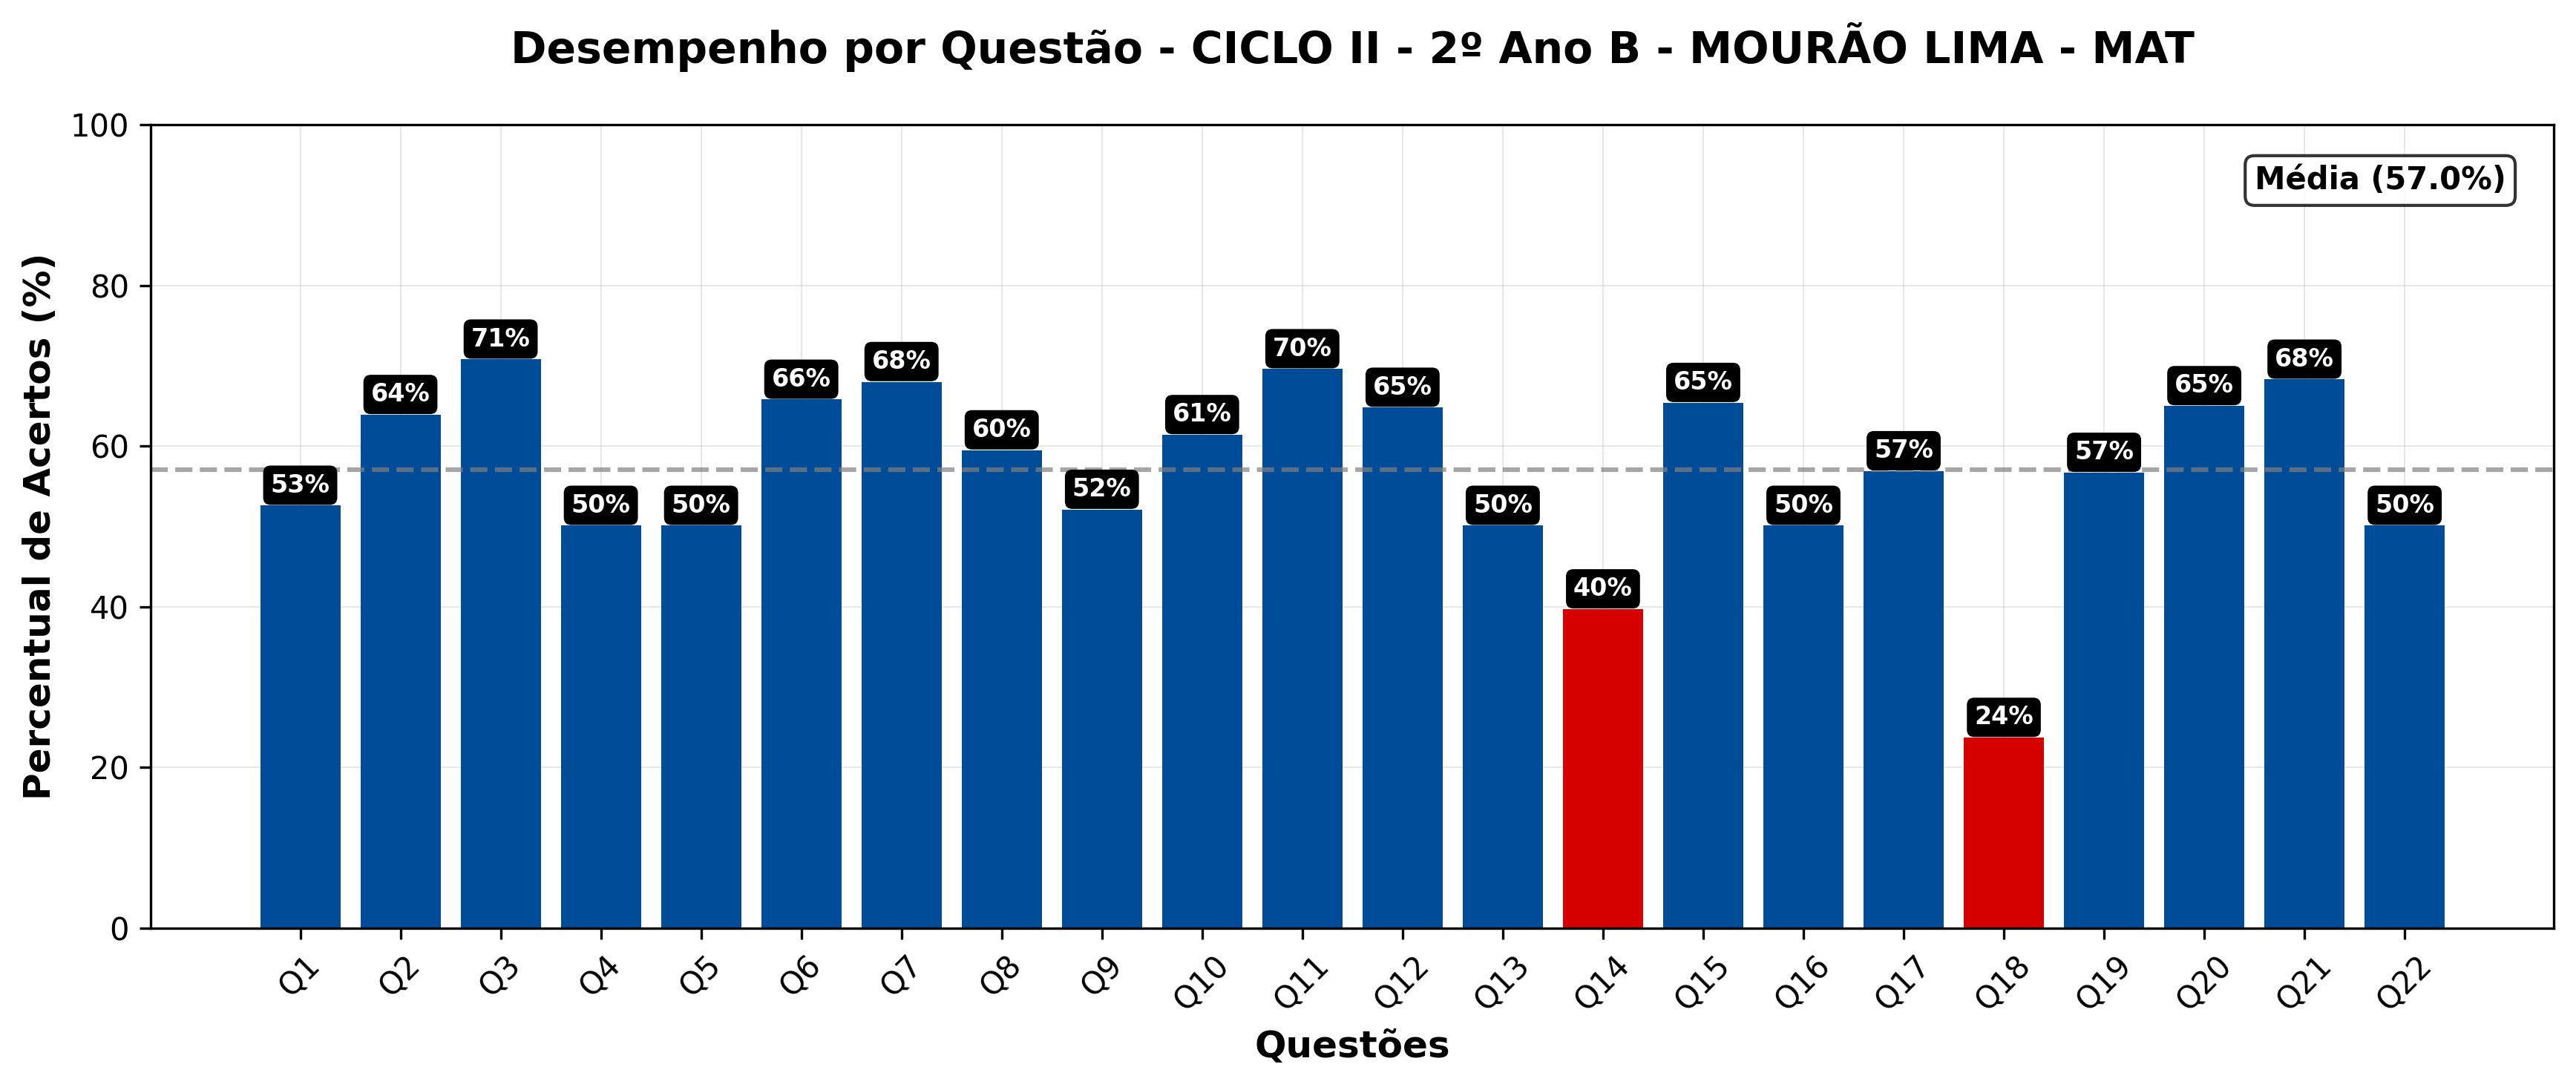 Desempenho por Questão - CICLO II - 2º Ano B - MOURÃO LIMA - MAT
Percentual de Acertos (%)
100
80
60
40
20
0
Média (57.0%)
53%
64%
71%
50%
50%
66%
68%
60%
52%
61%
70%
65%
50%
40%
65%
50%
57%
24%
57%
65%
68%
50%
Q1
Q2
Q3
Q4
Q5
Q6
Q7
Q8
Q9
Q10
Q11
Q12
Q13
Q14
Q15
Q16
Q17
Q18
Q19
Q20
Q21
Q22
Questões